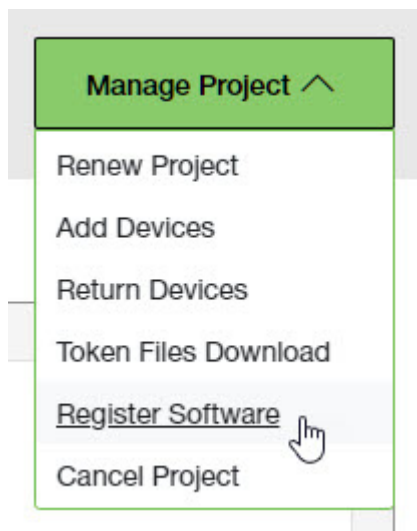 Manage Project
Renew Project
Add Devices
Return Devices
Token Files Download
Register Software
Cancel Project